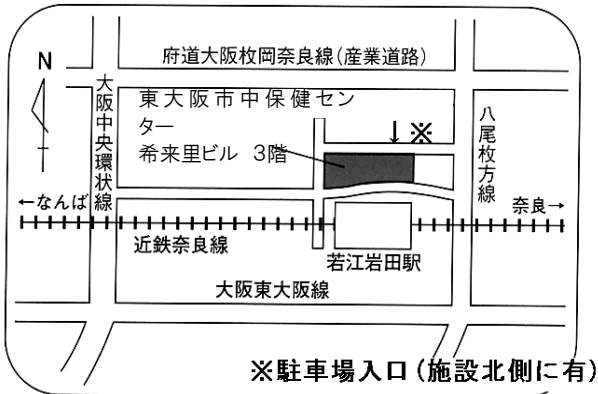 N
府道大阪枚岡奈良線(産業道路)
大阪中央環状線
東大阪市中保健セン
ター
希来里ビル 3階
↓※
八尾枚方線
←なんば
奈良→
近鉄奈良線
若江岩田駅
大阪東大阪線
※駐車場入口(施設北側に有)